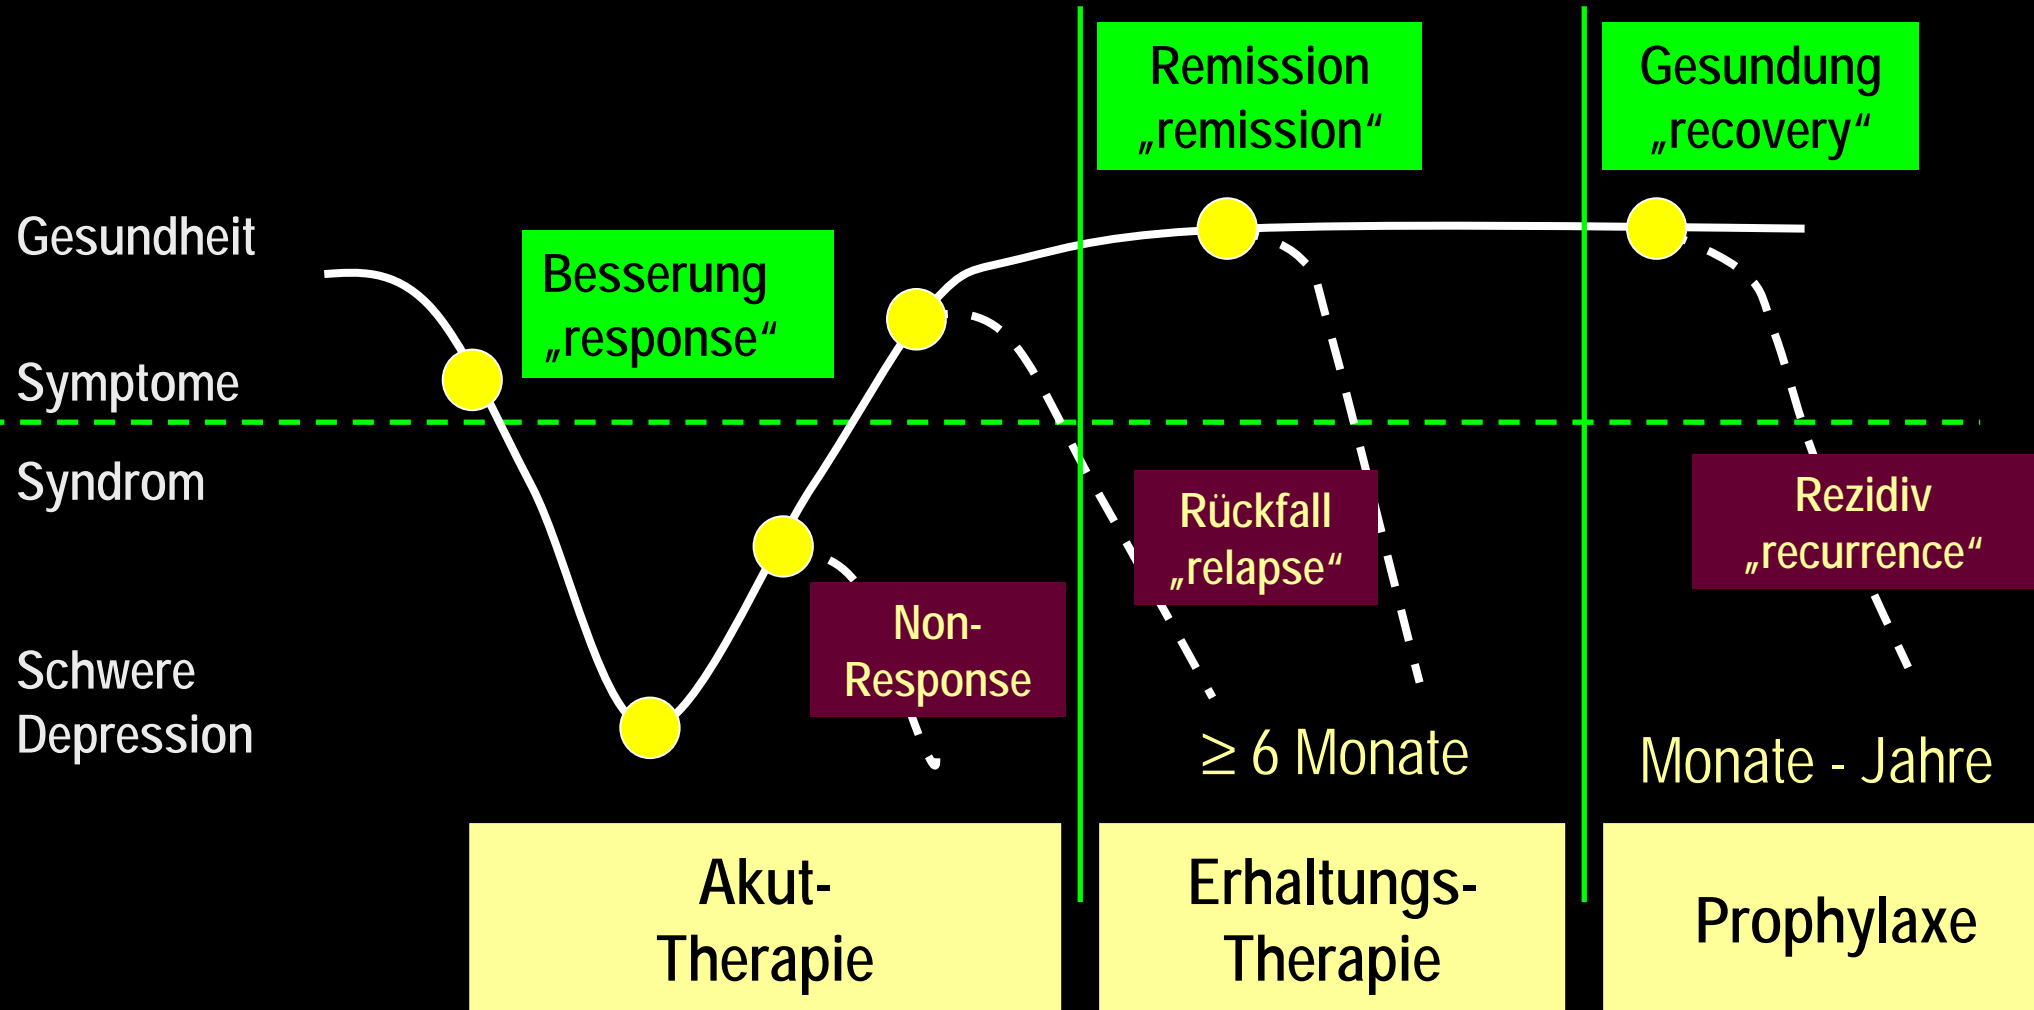 Remission
„remission“
Gesundung
„recovery“
Gesundheit
Besserung
„response“
Symptome
Syndrom
Rückfall
„relapse“
Rezidiv
„recurrence“
Non-
Response
Schwere
Depression
≥ 6 Monate
Monate - Jahre
Akut-
Therapie
Erhaltungs-
Therapie
Prophylaxe